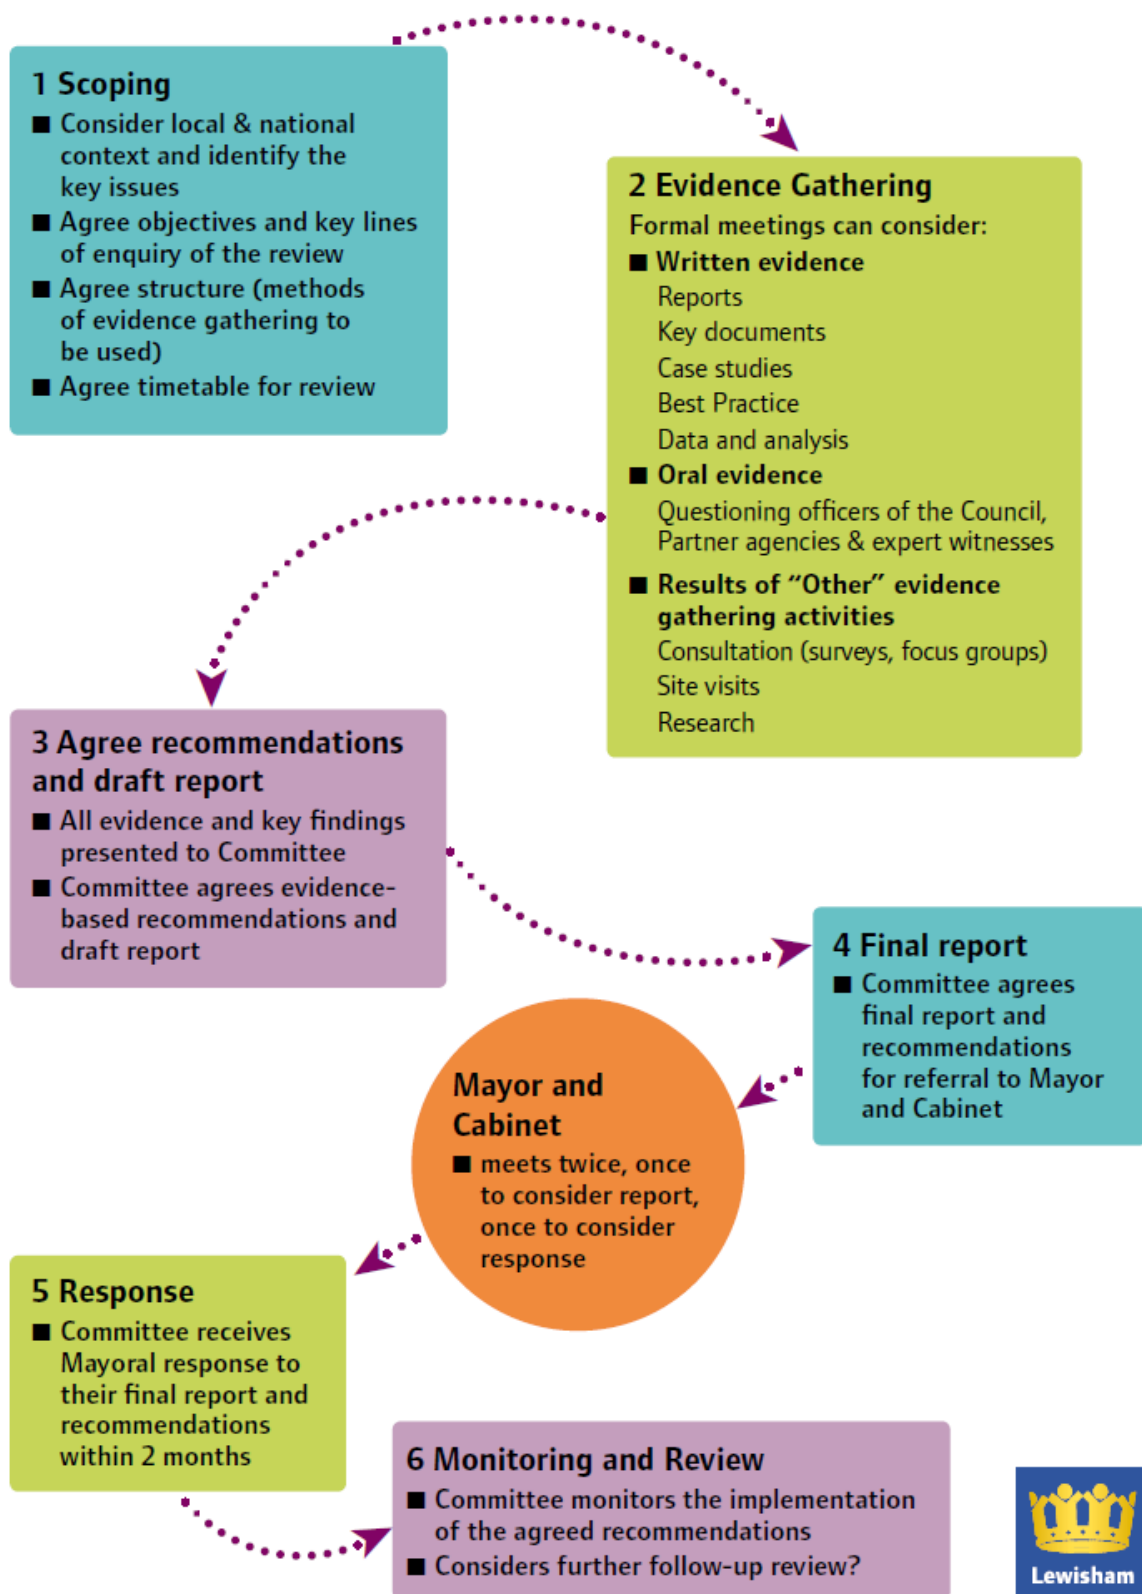 1 Scoping
■ Consider local & national
context and identify the
key issues
■ Agree objectives and key lines
of enquiry of the review
■ Agree structure (methods
of evidence gathering to
be used)
■ Agree timetable for review
2 Evidence Gathering
Formal meetings can consider:
■ Written evidence
Reports
Key documents
Case studies
Best Practice
Data and analysis
■ Oral evidence
Questioning officers of the Council,
Partner agencies & expert witnesses
■ Results of “Other” evidence
gathering activities
Consultation (surveys, focus groups)
Site visits
Research
3 Agree recommendations
and draft report
■ All evidence and key findings
presented to Committee
■ Committee agrees evidence-
based recommendations and
draft report
4 Final report
■ Committee agrees
final report and
recommendations
for referral to Mayor
and Cabinet
Mayor and
Cabinet
■ meets twice, once
to consider report,
once to consider
response
5 Response
■ Committee receives
Mayoral response to
their final report and
recommendations
within 2 months
6 Monitoring and Review
■ Committee monitors the implementation
of the agreed recommendations
■ Considers further follow-up review?
Lewisham